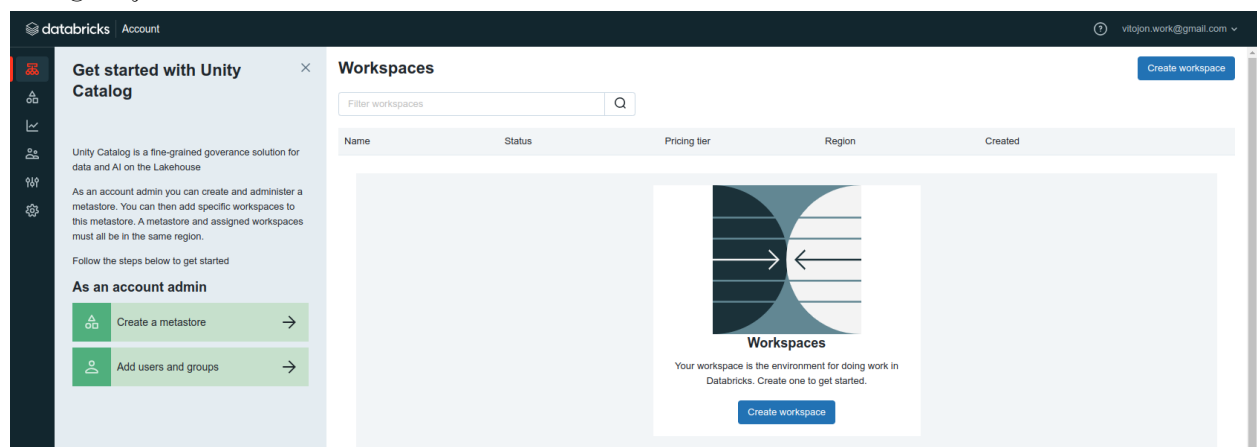 databricks Account
vitojon.work@gmail.com
Get started with Unity
Catalog
Unity Catalog is a fine-grained goverance solution for
data and AI on the Lakehouse
As an account admin you can create and administer a
metastore. You can then add specific workspaces to
this metastore. A metastore and assigned workspaces
must all be in the same region.
Follow the steps below to get started
As an account admin
Create a metastore
Add users and groups
Workspaces
Create workspace
Filter workspaces
Name Status Pricing tier Region Created
Workspaces
Your workspace is the environment for doing work in
Databricks. Create one to get started.
Create workspace